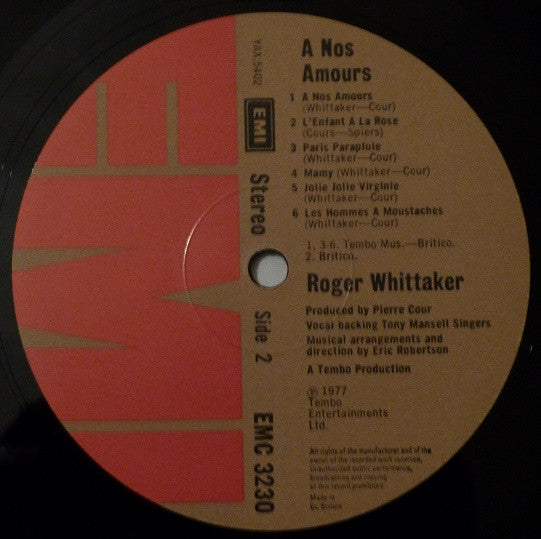 A Nos
Amours
1 A Nos Amours
(Whittaker—Cour)
2 L'Enfant A La Rose
(Cours—Spiers)
3 Paris Parapluie
(Whittaker—Cour)
4 Mamy (Whittaker—Cour)
5 Jolie Jolie Virginie
(Whittaker—Cour)
6 Les Hommes A Moustaches
(Whittaker—Cour)
1, 3-6. Tembo Mus.—Britico.
2. Britico.
Roger Whittaker
Produced by Pierre Cour
Vocal backing Tony Mansell Singers
Musical arrangements and
direction by Eric Robertson
A Tembo Production
℗ 1977
Tembo
Entertainments
Ltd.
All rights of the manufacturer and of the
owner of the recorded work reserved.
Unauthorised public performance,
broadcasting and copying
of this record prohibited.
Made in
Gt. Britain
YAX.5402
EMI
Stereo
Side 2
EMC 3230
EMI